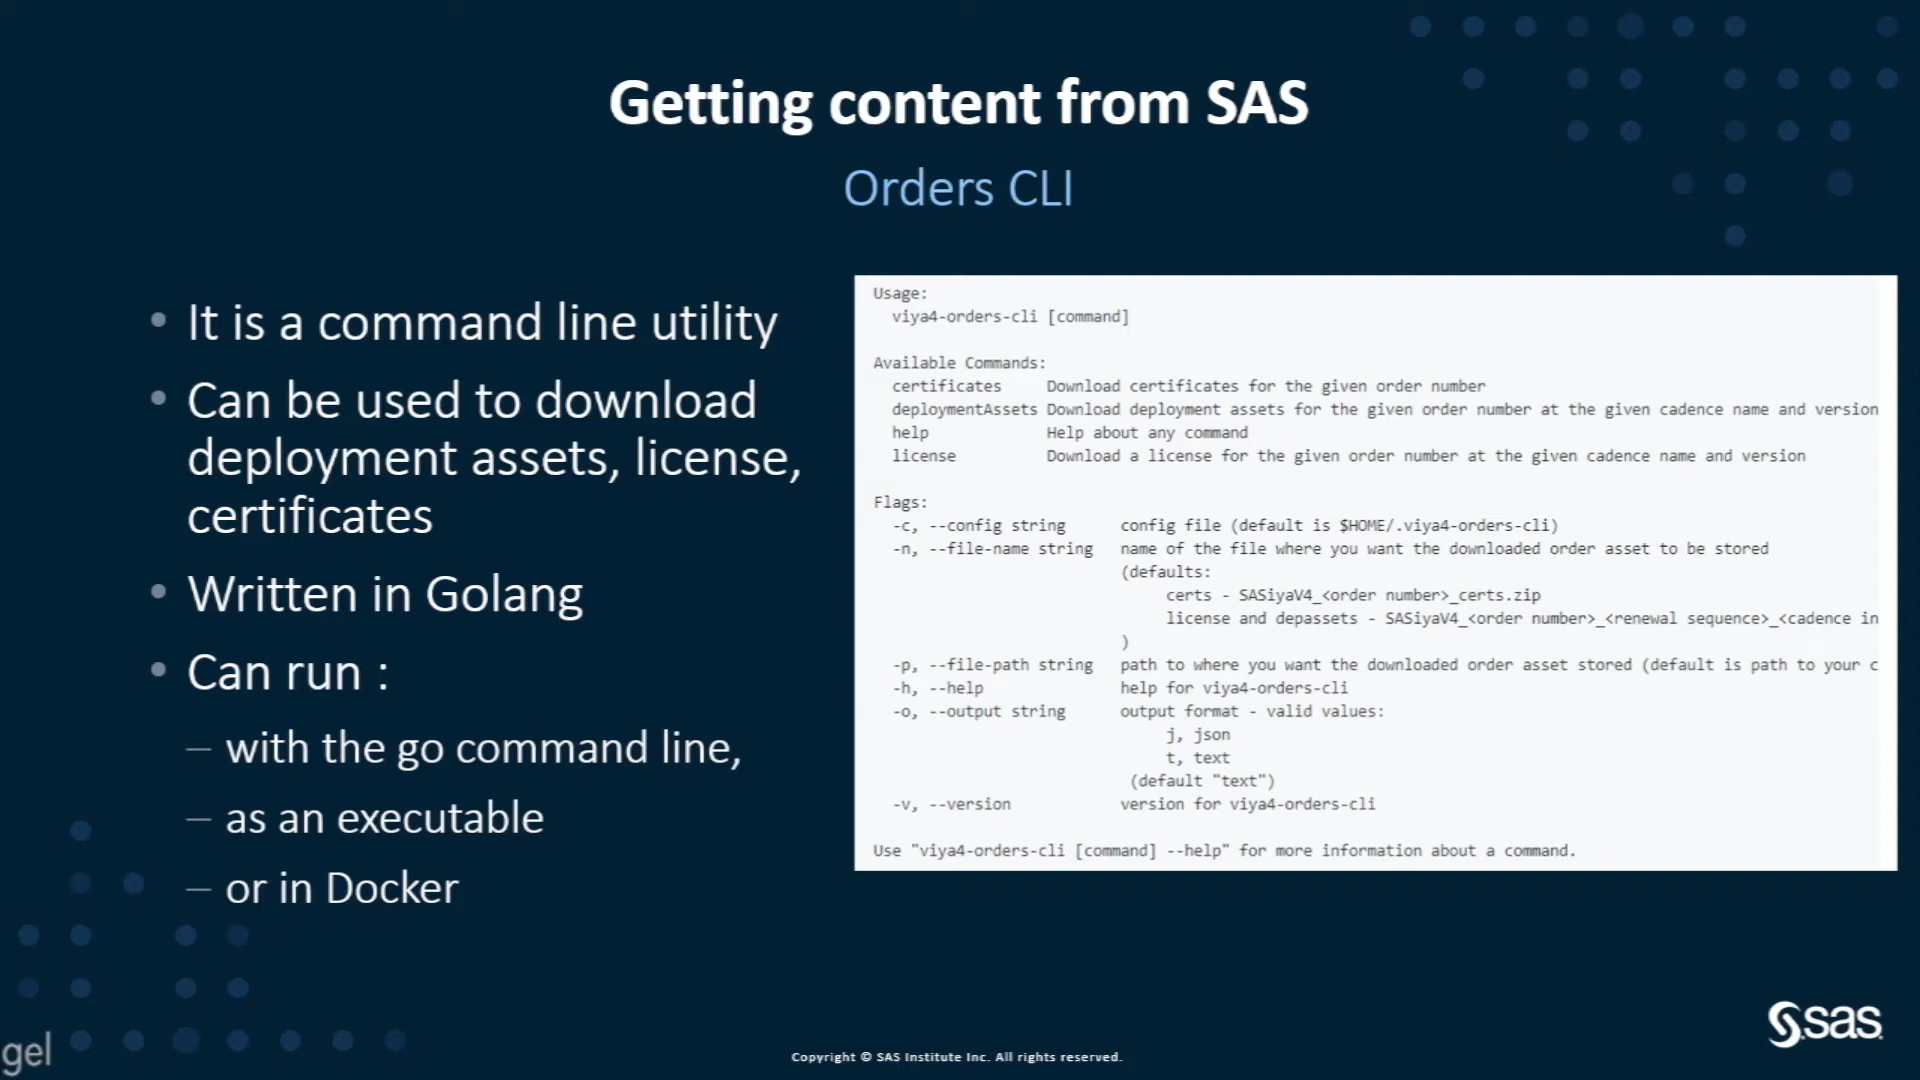 Getting content from SAS
Orders CLI
• It is a command line utility
• Can be used to download
deployment assets, license,
certificates
• Written in Golang
• Can run :
– with the go command line,
– as an executable
– or in Docker
Usage:
viya4-orders-cli [command]
Available Commands:
certificates Download certificates for the given order number
deploymentAssets Download deployment assets for the given order number at the given cadence name and version
help Help about any command
license Download a license for the given order number at the given cadence name and version
Flags:
-c, --config string config file (default is $HOME/.viya4-orders-cli)
-n, --file-name string name of the file where you want the downloaded order asset to be stored
(defaults:
certs - SASiyaV4_<order number>_certs.zip
license and depassets - SASiyaV4_<order number>_<renewal sequence>_<cadence in
)
-p, --file-path string path to where you want the downloaded order asset stored (default is path to your c
-h, --help help for viya4-orders-cli
-o, --output string output format - valid values:
j, json
t, text
(default "text")
-v, --version version for viya4-orders-cli
Use "viya4-orders-cli [command] --help" for more information about a command.
sas
gel
Copyright © SAS Institute Inc. All rights reserved.